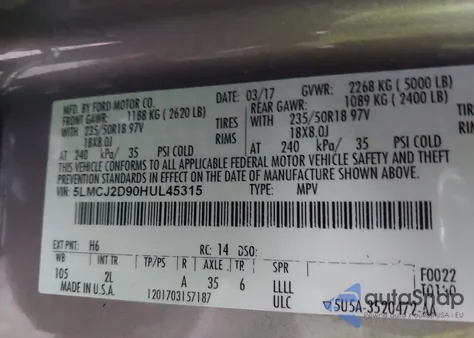 MFD. BY FORD MOTOR CO.
DATE: 03/17 GVWR: 2268 KG ( 5000 LB)
FRONT GAWR: 1188 KG ( 2620 LB) REAR GAWR: 1089 KG ( 2400 LB)
WITH 235/50R18 97V TIRES WITH 235/50R18 97V TIRES
18X8.0J RIMS 18X8.0J RIMS
AT 240 kPa/ 35 PSI COLD AT 240 kPa/ 35 PSI COLD
THIS VEHICLE CONFORMS TO ALL APPLICABLE FEDERAL MOTOR VEHICLE SAFETY AND THEFT
IN EFFECT ON THE DATE OF MANUFACTURE SHOWN ABOVE.
VIN: 5LMCJ2D90HUL45315 TYPE: MPV
EXT PNT: H6 RC: 14 DSO:
WB INT TR TP/PS R AXLE TR SPR F0022
105 2L A 35 6 LLLL
MADE IN U.S.A. ULC
1201703157187 5U5A-3520472-AA
autoShop